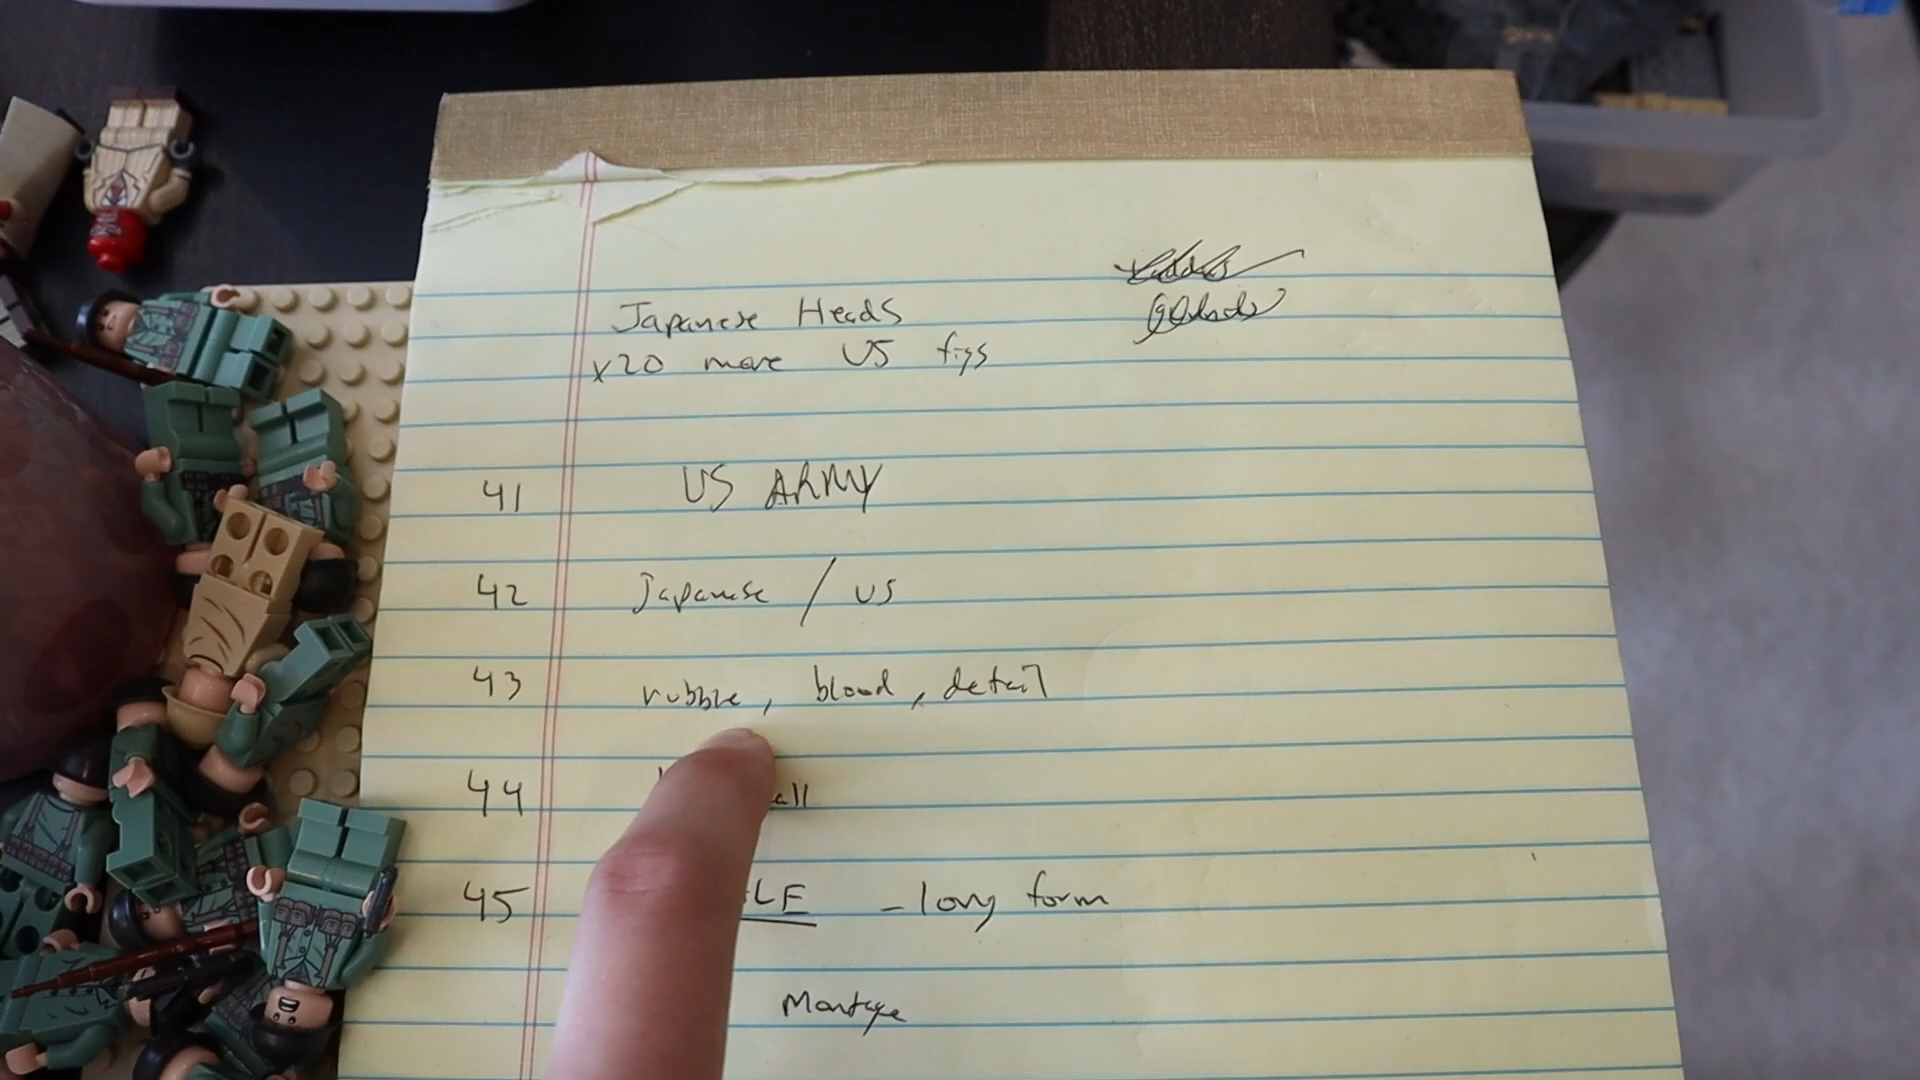 Japanese Heads
x20 more US figs
41 US ARMY
42 Japanese / US
43 rubble, blood, detail
44
45 - long form
Montage